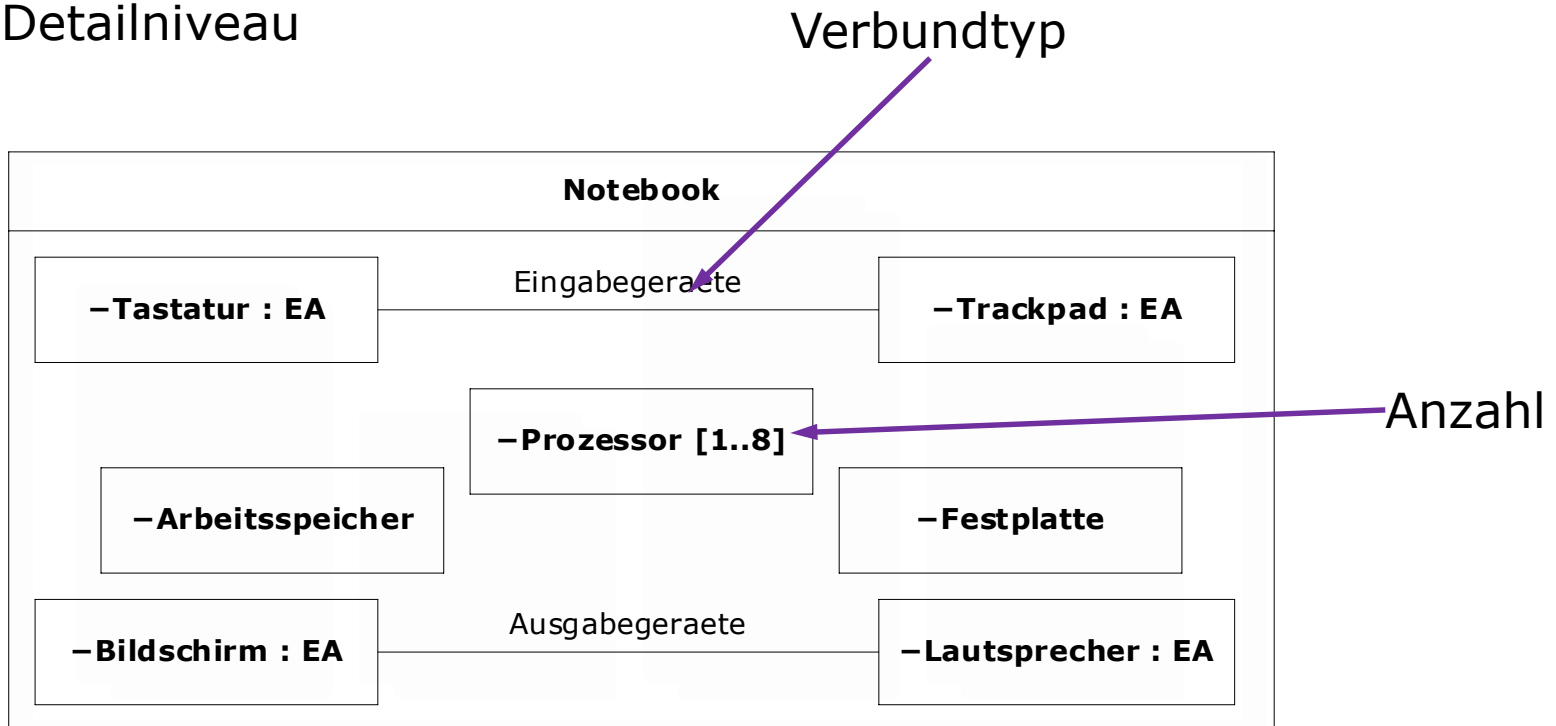 Detailniveau
Verbundtyp
Notebook
Eingabegeraete
−Tastatur : EA
−Trackpad : EA
Anzahl
−Prozessor [1..8]
−Arbeitsspeicher
−Festplatte
Ausgabegeraete
−Bildschirm : EA
−Lautsprecher : EA